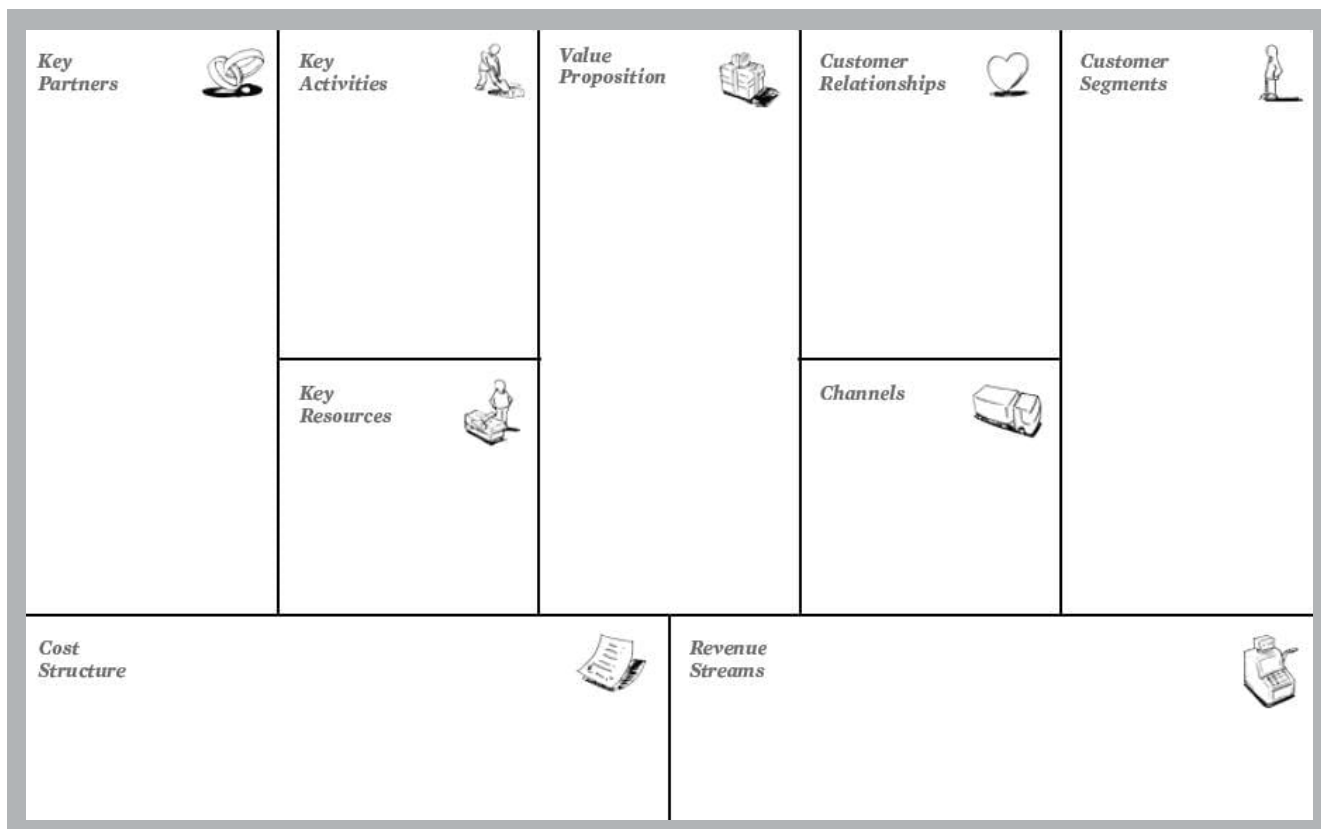 Key
Partners
Key
Activities
Value
Proposition
Customer
Relationships
Customer
Segments
Key
Resources
Channels
Cost
Structure
Revenue
Streams